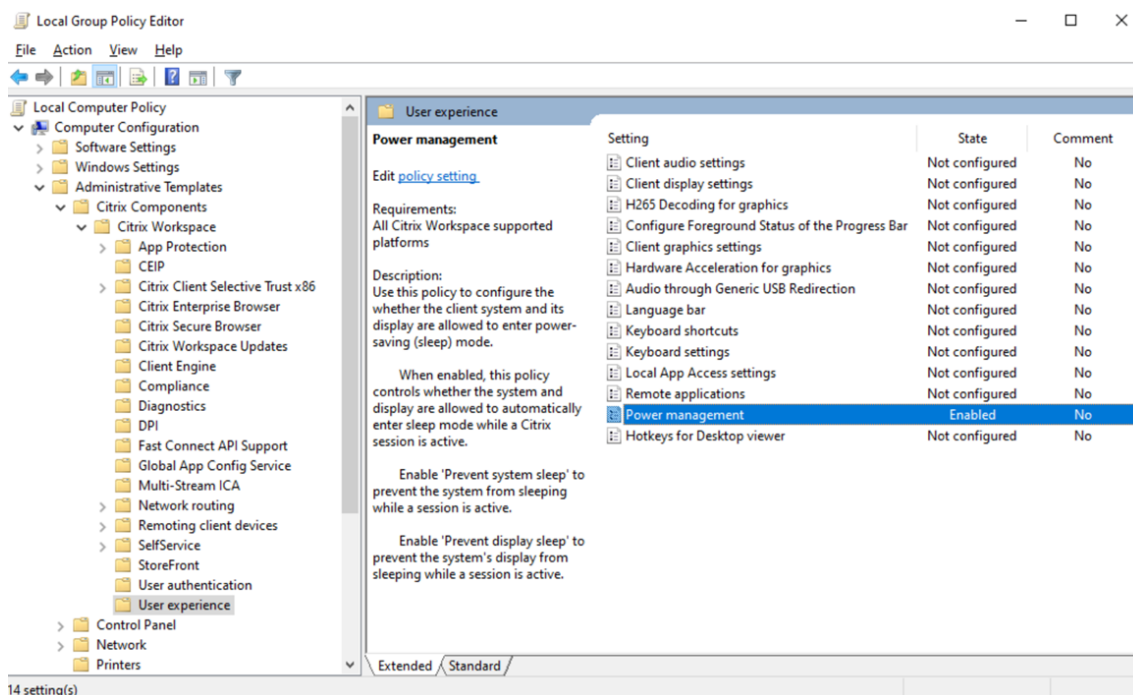 Local Group Policy Editor
File Action View Help
Local Computer Policy
Computer Configuration
Software Settings
Windows Settings
Administrative Templates
Citrix Components
Citrix Workspace
App Protection
CEIP
Citrix Client Selective Trust x86
Citrix Enterprise Browser
Citrix Secure Browser
Citrix Workspace Updates
Client Engine
Compliance
Diagnostics
DPI
Fast Connect API Support
Global App Config Service
Multi-Stream ICA
Network routing
Remoting client devices
SelfService
StoreFront
User authentication
User experience
Control Panel
Network
Printers
User experience
Power management
Edit policy setting
Requirements:
All Citrix Workspace supported
platforms
Description:
Use this policy to configure the
whether the client system and its
display are allowed to enter power-
saving (sleep) mode.
When enabled, this policy
controls whether the system and
display are allowed to automatically
enter sleep mode while a Citrix
session is active.
Enable 'Prevent system sleep' to
prevent the system from sleeping
while a session is active.
Enable 'Prevent display sleep' to
prevent the system's display from
sleeping while a session is active.
Setting State Comment
Client audio settings Not configured No
Client display settings Not configured No
H265 Decoding for graphics Not configured No
Configure Foreground Status of the Progress Bar Not configured No
Client graphics settings Not configured No
Hardware Acceleration for graphics Not configured No
Audio through Generic USB Redirection Not configured No
Language bar Not configured No
Keyboard shortcuts Not configured No
Keyboard settings Not configured No
Local App Access settings Not configured No
Remote applications Not configured No
Power management Enabled No
Hotkeys for Desktop viewer Not configured No
Extended Standard
14 setting(s)